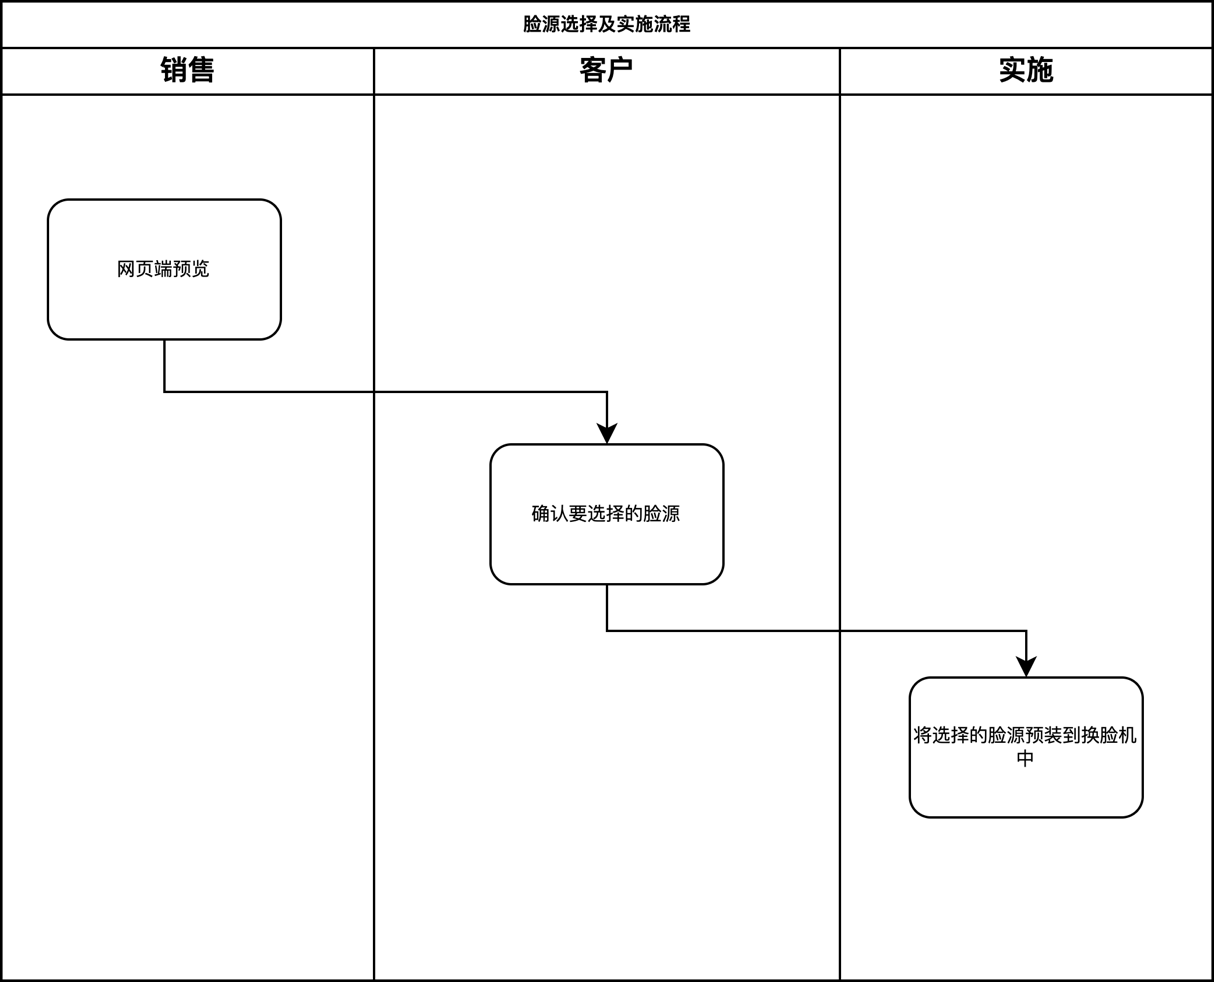 脸源选择及实施流程
销售
客户
实施
网页端预览
确认要选择的脸源
将选择的脸源预装到换脸机
中